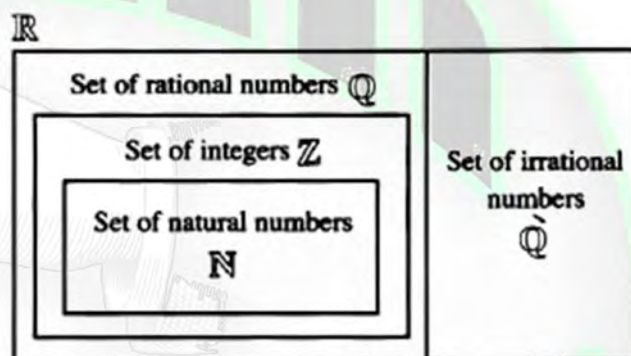 ℝ
Set of rational numbers ℚ
Set of integers ℤ
Set of natural numbers
ℕ
Set of irrational
numbers
ℚ̀